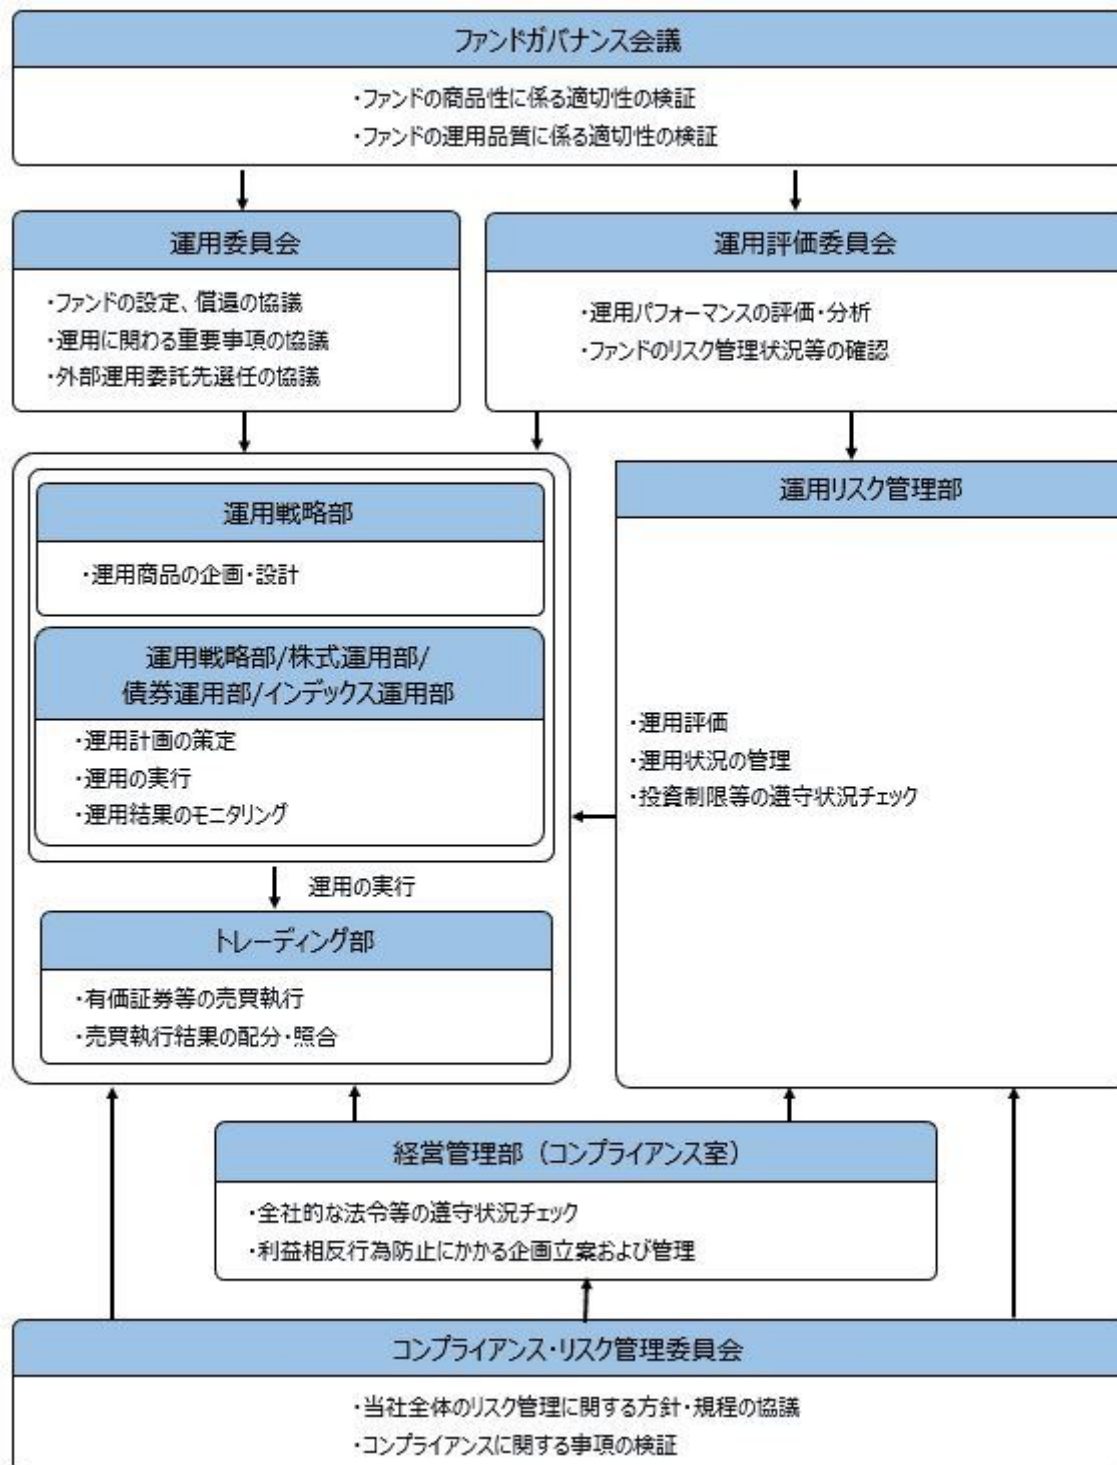 ファンドガバナンス会議
・ファンドの商品性に係る適切性の検証
・ファンドの運用品質に係る適切性の検証
運用委員会
・ファンドの設定、償還の協議
・運用に関わる重要事項の協議
・外部運用委託先選任の協議
運用評価委員会
・運用パフォーマンスの評価・分析
・ファンドのリスク管理状況等の確認
運用戦略部
・運用商品の企画・設計
運用戦略部/株式運用部/
債券運用部/インデックス運用部
・運用計画の策定
・運用の実行
・運用結果のモニタリング
運用の実行
トレーディング部
・有価証券等の売買執行
・売買執行結果の配分・照合
運用リスク管理部
・運用評価
・運用状況の管理
・投資制限等の遵守状況チェック
経営管理部（コンプライアンス室）
・全社的な法令等の遵守状況チェック
・利益相反行為防止にかかる企画立案および管理
コンプライアンス・リスク管理委員会
・当社全体のリスク管理に関する方針・規程の協議
・コンプライアンスに関する事項の検証